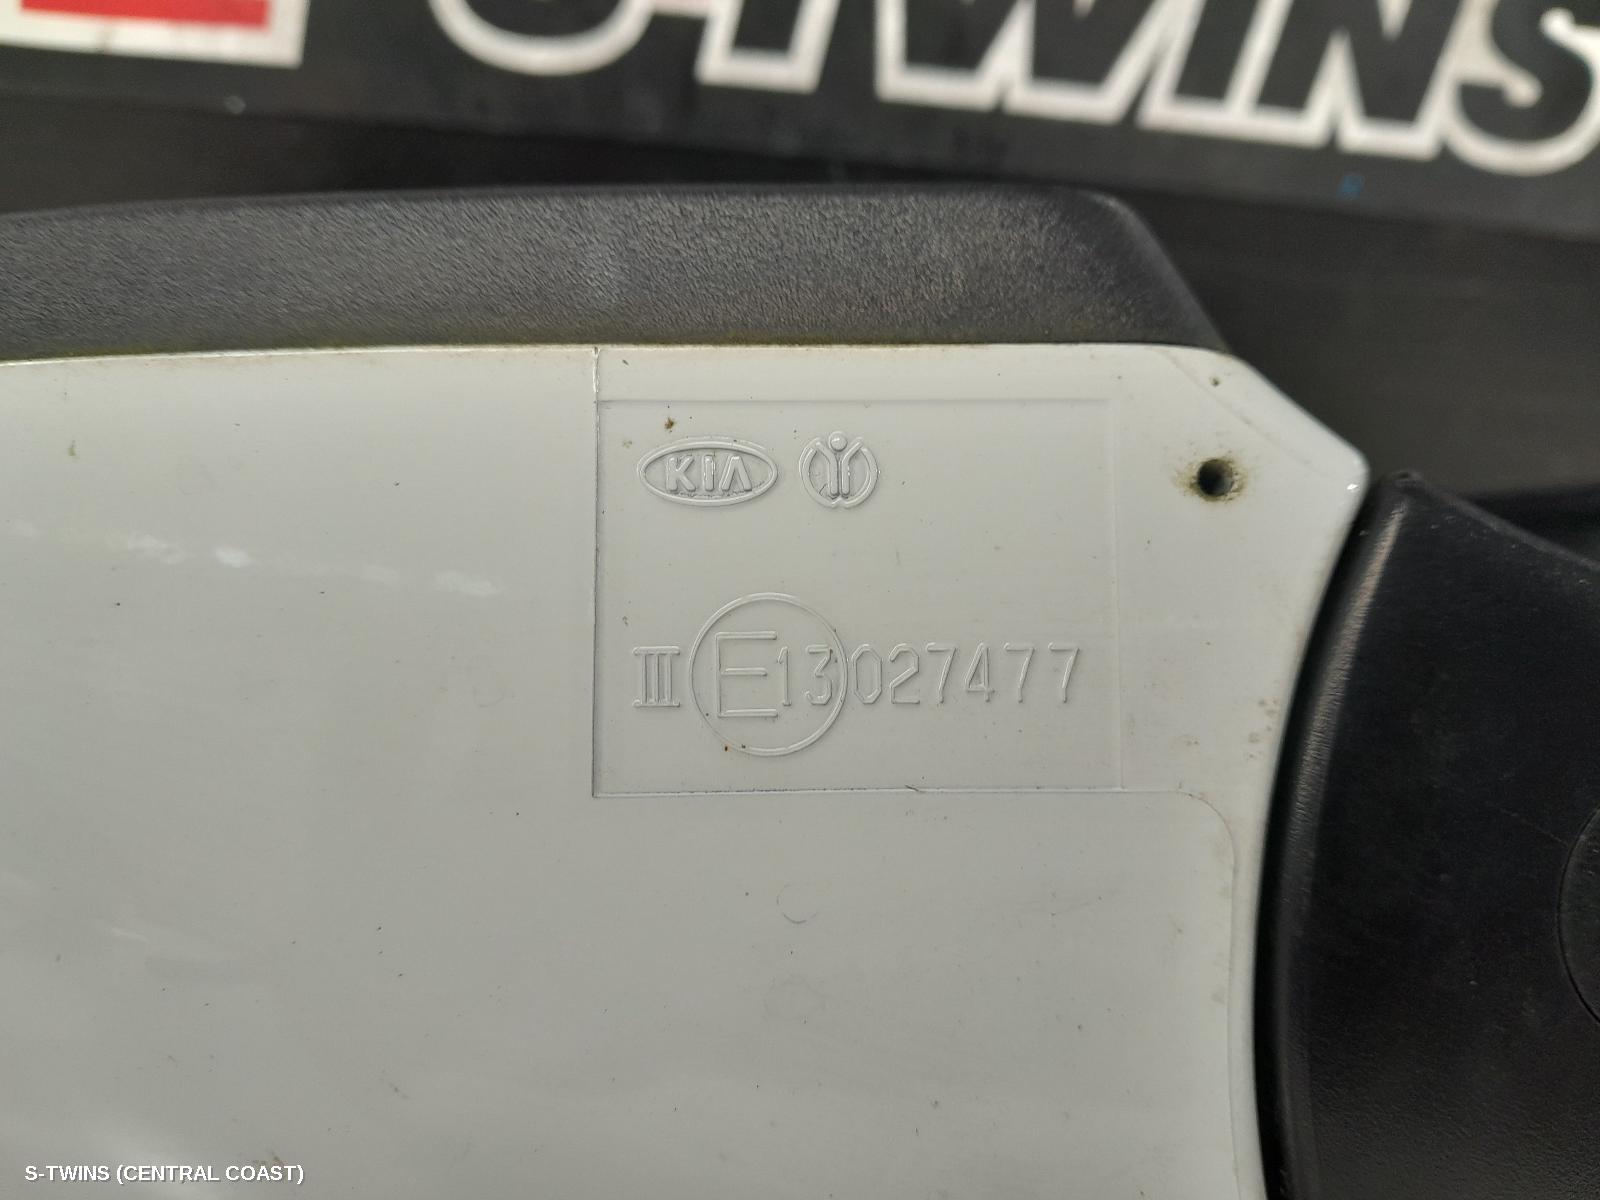 S-TWINS
KIA
III E13 027477
S-TWINS (CENTRAL COAST)